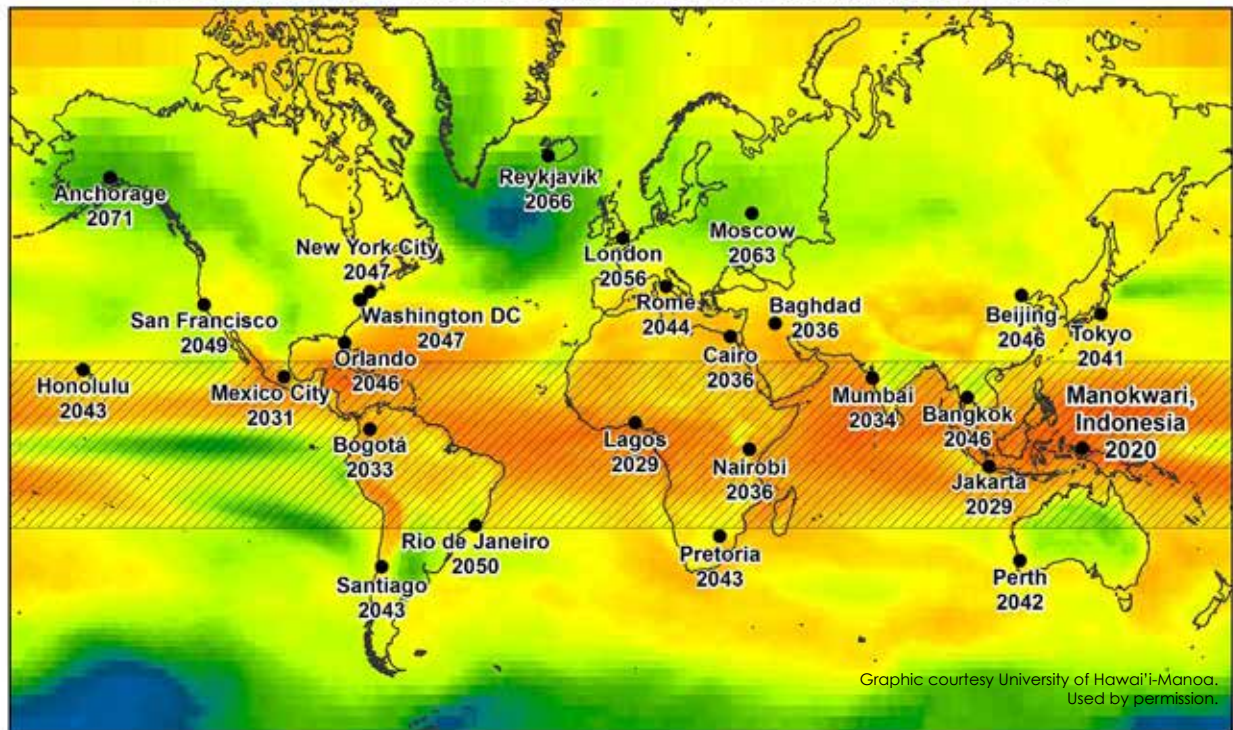 Anchorage
2071
Reykjavik
2066
Moscow
2063
London
2056
New York City
2047
Washington DC
2047
San Francisco
2049
Orlando
2046
Rome
2044
Baghdad
2036
Cairo
2036
Beijing
2046
Tokyo
2041
Honolulu
2043
Mexico City
2031
Mumbai
2034
Bangkok
2046
Manokwari,
Indonesia
2020
Bogotá
2033
Lagos
2029
Nairobi
2036
Jakarta
2029
Rio de Janeiro
2050
Pretoria
2043
Santiago
2043
Perth
2042
Graphic courtesy University of Hawai'i-Manoa.
Used by permission.